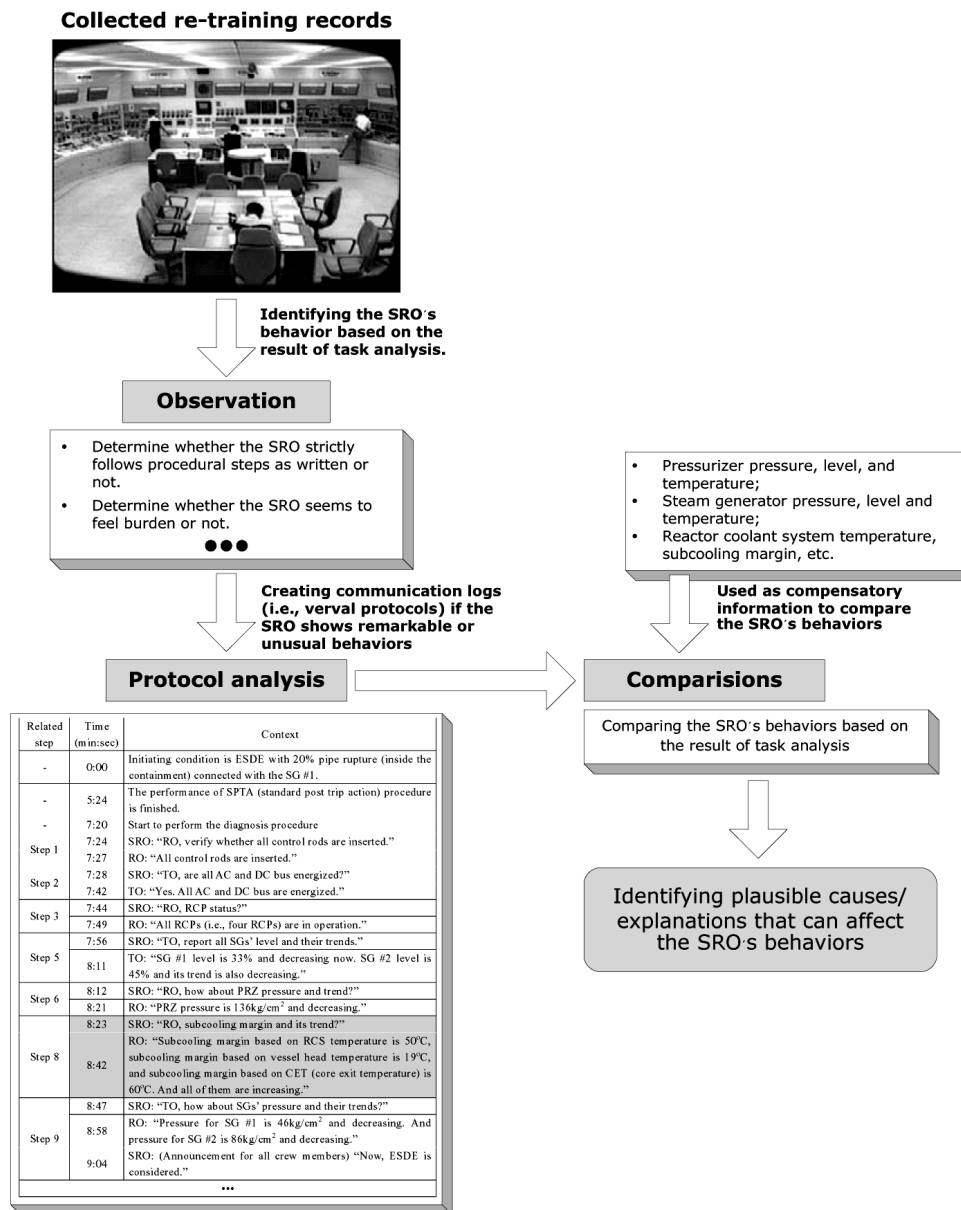 Collected re-training records
Identifying the SRO's
behavior based on the
result of task analysis.
Observation
• Determine whether the SRO strictly
follows procedural steps as written or
not.
• Determine whether the SRO seems to
feel burden or not.
●●●
Creating communication logs
(i.e., verval protocols) if the
SRO shows remarkable or
unusual behaviors
Protocol analysis
Related step | Time (min:sec) | Context
- | 0:00 | Initiating condition is ESDE with 20% pipe rupture (inside the
containment) connected with the SG #1.
- | 5:24 | The performance of SPTA (standard post trip action) procedure
is finished.
- | 7:20 | Start to perform the diagnosis procedure
Step 1 | 7:24 | SRO: “RO, verify whether all control rods are inserted.”
7:27 | RO: “All control rods are inserted.”
Step 2 | 7:28 | SRO: “TO, are all AC and DC bus energized?”
7:42 | TO: “Yes. All AC and DC bus are energized.”
Step 3 | 7:44 | SRO: “RO, RCP status?”
7:49 | RO: “All RCPs (i.e., four RCPs) are in operation.”
Step 5 | 7:56 | SRO: “TO, report all SGs’ level and their trends.”
8:11 | TO: “SG #1 level is 33% and decreasing now. SG #2 level is
45% and its trend is also decreasing.”
Step 6 | 8:12 | SRO: “RO, how about PRZ pressure and trend?”
8:21 | RO: “PRZ pressure is 136kg/cm² and decreasing.”
Step 8 | 8:23 | SRO: “RO, subcooling margin and its trend?”
8:42 | RO: “Subcooling margin based on RCS temperature is 50°C,
subcooling margin based on vessel head temperature is 19°C,
and subcooling margin based on CET (core exit temperature) is
60°C. And all of them are increasing.”
Step 9 | 8:47 | SRO: “TO, how about SGs’ pressure and their trends?”
8:58 | RO: “Pressure for SG #1 is 46kg/cm² and decreasing. And
pressure for SG #2 is 86kg/cm² and decreasing.”
9:04 | SRO: (Announcement for all crew members) “Now, ESDE is
considered.”
...
• Pressurizer pressure, level, and
temperature;
• Steam generator pressure, level and
temperature;
• Reactor coolant system temperature,
subcooling margin, etc.
Used as compensatory
information to compare
the SRO's behaviors
Comparisions
Comparing the SRO's behaviors based on
the result of task analysis
Identifying plausible causes/
explanations that can affect
the SRO's behaviors